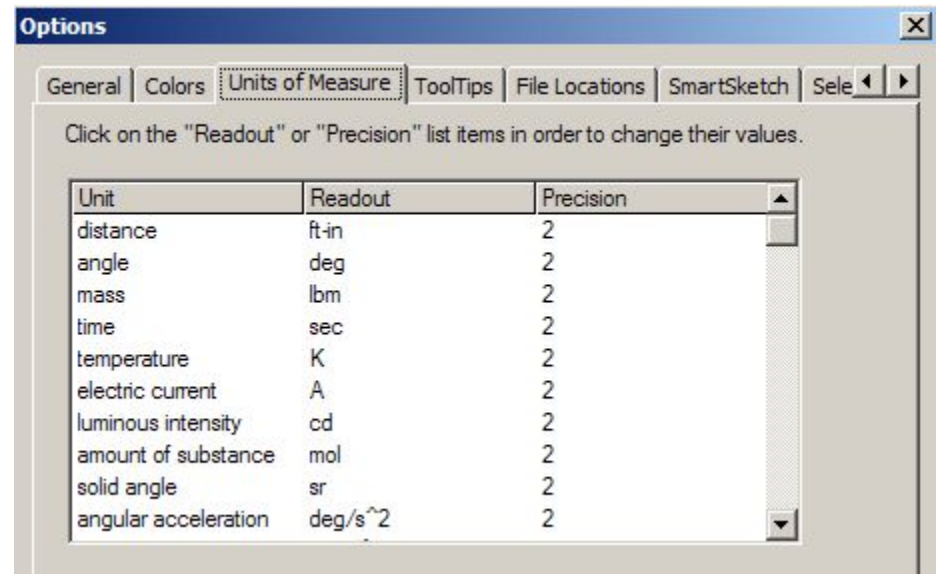 Options
General Colors Units of Measure ToolTips File Locations SmartSketch Sele
Click on the "Readout" or "Precision" list items in order to change their values.
Unit Readout Precision
distance ft-in 2
angle deg 2
mass lbm 2
time sec 2
temperature K 2
electric current A 2
luminous intensity cd 2
amount of substance mol 2
solid angle sr 2
angular acceleration deg/s^2 2